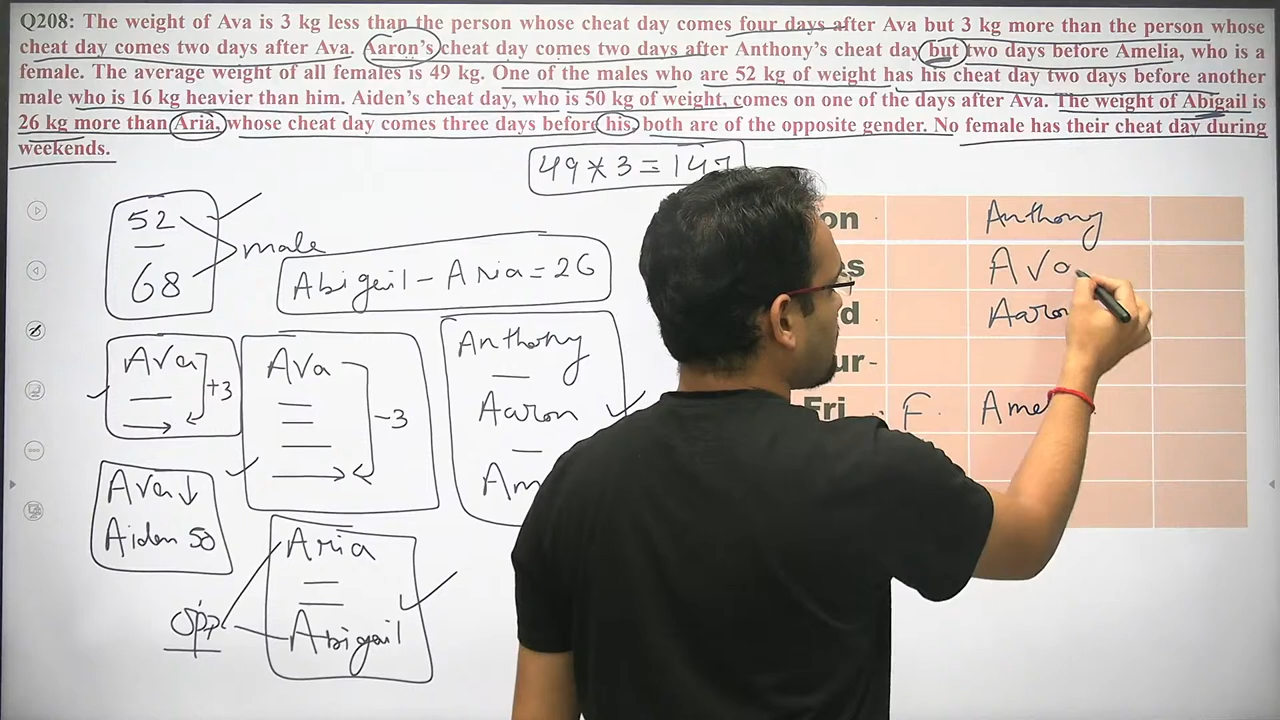 Q208: The weight of Ava is 3 kg less than the person whose cheat day comes four days after Ava but 3 kg more than the person whose
cheat day comes two days after Ava. Aaron's cheat day comes two days after Anthony's cheat day but two days before Amelia, who is a
female. The average weight of all females is 49 kg. One of the males who are 52 kg of weight has his cheat day two days before another
male who is 16 kg heavier than him. Aiden's cheat day, who is 50 kg of weight, comes on one of the days after Ava. The weight of Abigail is
26 kg more than Aria, whose cheat day comes three days before his, both are of the opposite gender. No female has their cheat day during
weekends.
49*3=147
52
—
68
male
Abigail - Aria = 26
Ava
+3
Ava
-3
Anthony
—
Aaron
—
Am
Ava ↓
Aiden 50
Aria
Abigail
opp
on Anthony
es Ava
d Aaron
ur
Fri F. Ame